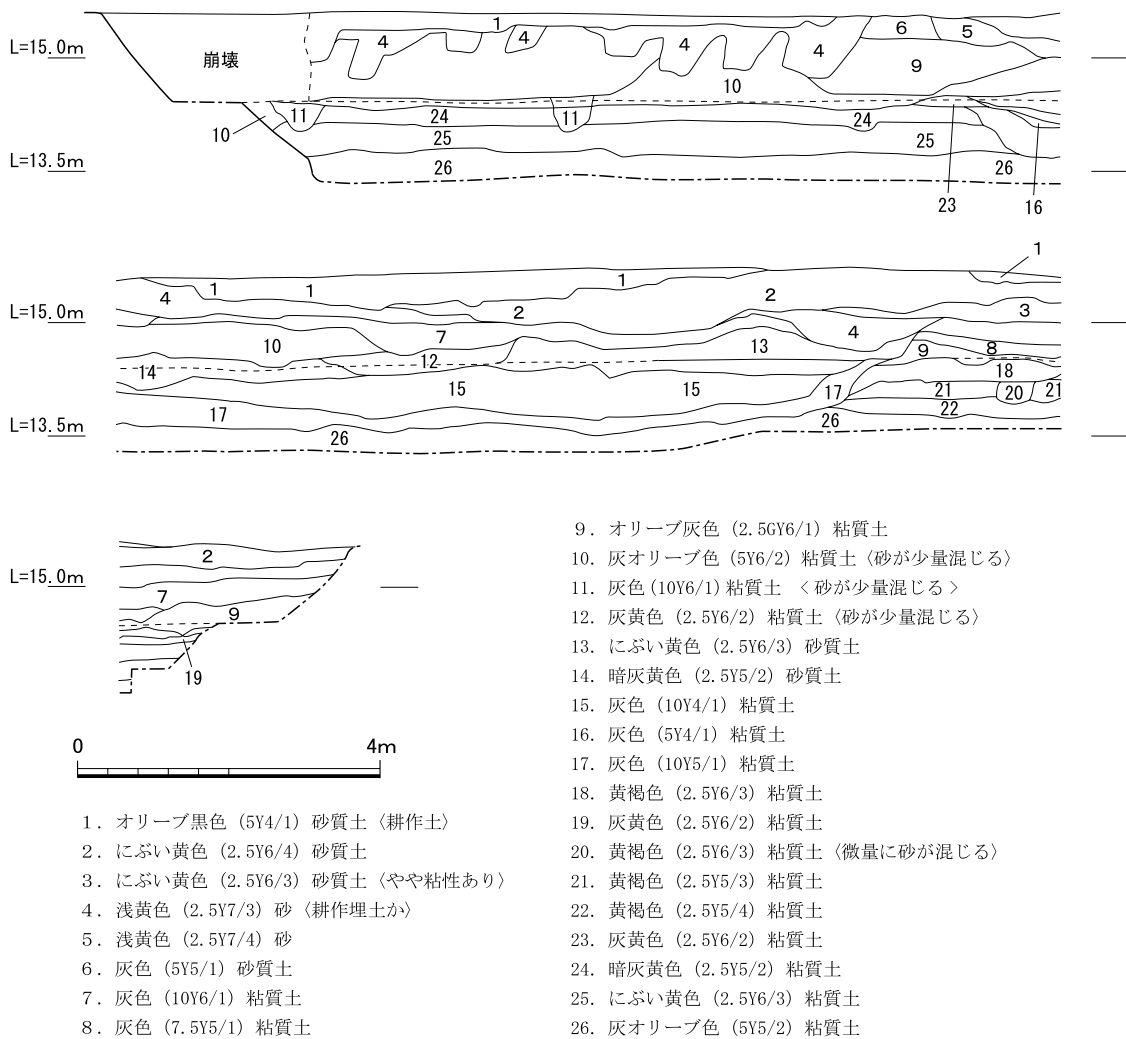 1
6
5
4
4
4
4
L=15.0m
崩壊
9
10
10
11
24
11
24
25
25
L=13.5m
26
26
23
16
1
4
1
1
1
2
L=15.0m
2
3
7
4
10
13
9
8
12
14
18
15
15
17
21
20
21
17
22
L=13.5m
26
26
2
L=15.0m
7
9
19
0
4m
1. オリーブ黒色 (5Y4/1) 砂質土〈耕作土〉
2. にぶい黄色 (2.5Y6/4) 砂質土
3. にぶい黄色 (2.5Y6/3) 砂質土〈やや粘性あり〉
4. 浅黄色 (2.5Y7/3) 砂〈耕作埋土か〉
5. 浅黄色 (2.5Y7/4) 砂
6. 灰色 (5Y5/1) 砂質土
7. 灰色 (10Y6/1) 粘質土
8. 灰色 (7.5Y5/1) 粘質土
9. オリーブ灰色 (2.5GY6/1) 粘質土
10. 灰オリーブ色 (5Y6/2) 粘質土〈砂が少量混じる〉
11. 灰色 (10Y6/1) 粘質土 <砂が少量混じる>
12. 灰黄色 (2.5Y6/2) 粘質土〈砂が少量混じる〉
13. にぶい黄色 (2.5Y6/3) 砂質土
14. 暗灰黄色 (2.5Y5/2) 砂質土
15. 灰色 (10Y4/1) 粘質土
16. 灰色 (5Y4/1) 粘質土
17. 灰色 (10Y5/1) 粘質土
18. 黄褐色 (2.5Y6/3) 粘質土
19. 灰黄色 (2.5Y6/2) 粘質土
20. 黄褐色 (2.5Y6/3) 粘質土〈微量に砂が混じる〉
21. 黄褐色 (2.5Y5/3) 粘質土
22. 黄褐色 (2.5Y5/4) 粘質土
23. 灰黄色 (2.5Y6/2) 粘質土
24. 暗灰黄色 (2.5Y5/2) 粘質土
25. にぶい黄色 (2.5Y6/3) 粘質土
26. 灰オリーブ色 (5Y5/2) 粘質土